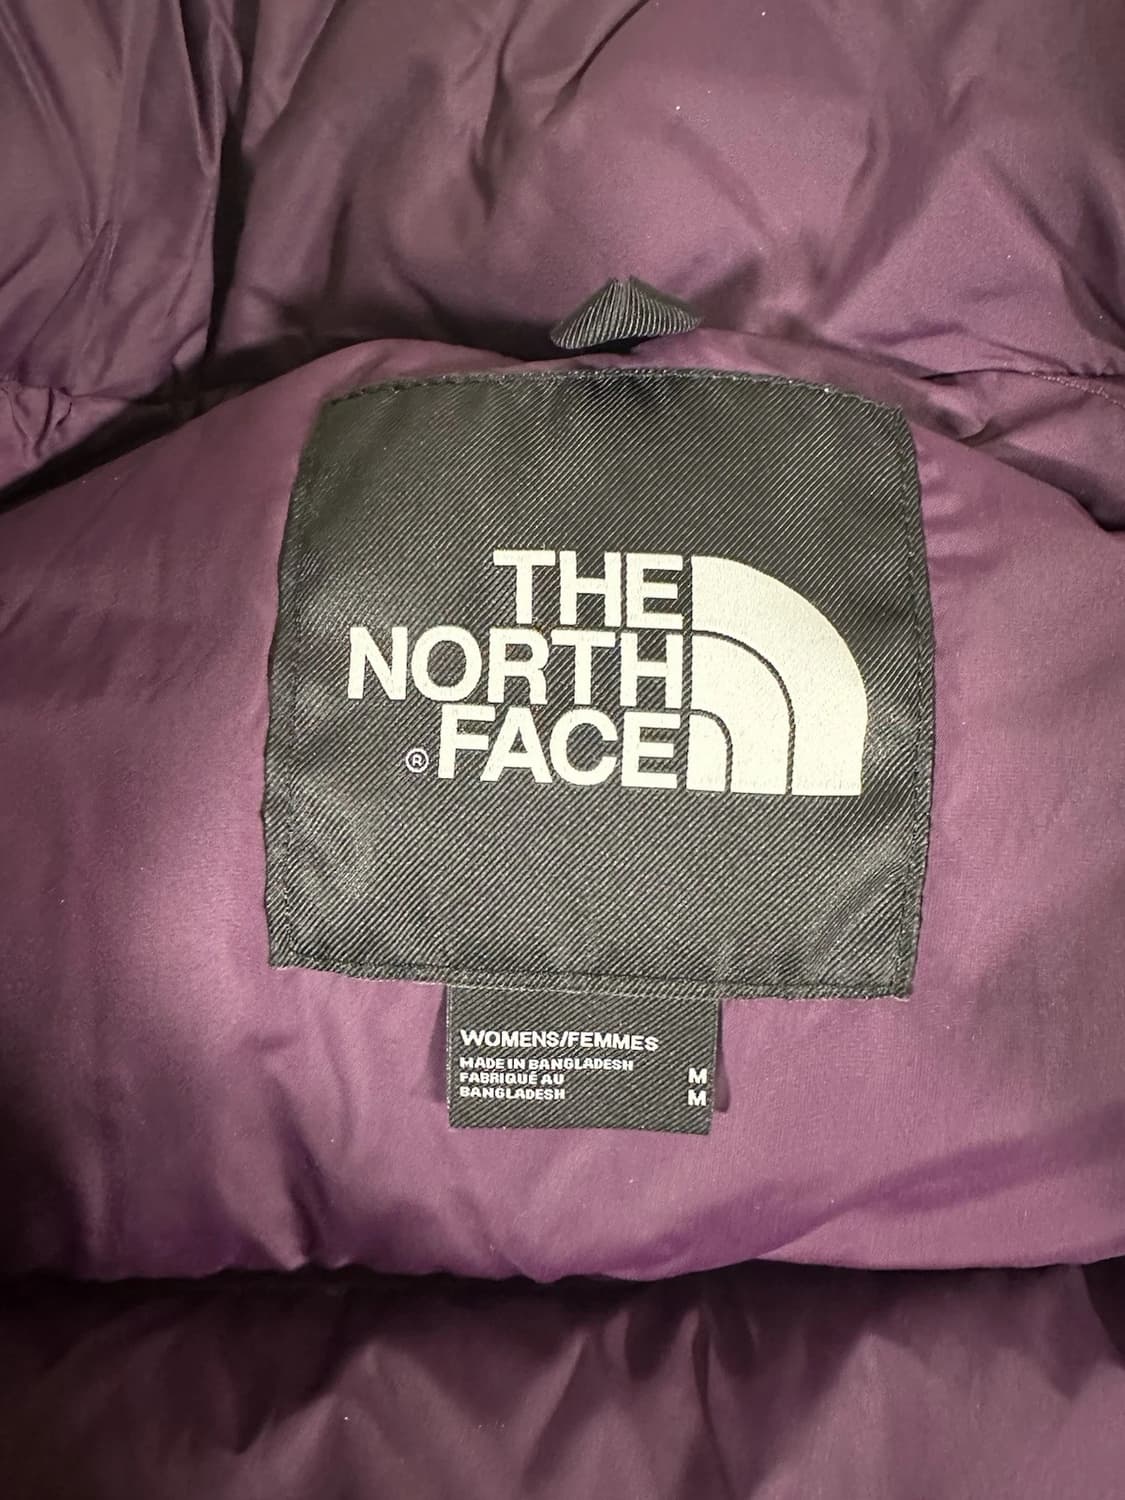 THE
NORTH
®FACE
WOMENS/FEMMES
MADE IN BANGLADESH
FABRIQUÉ AU M
BANGLADESH M